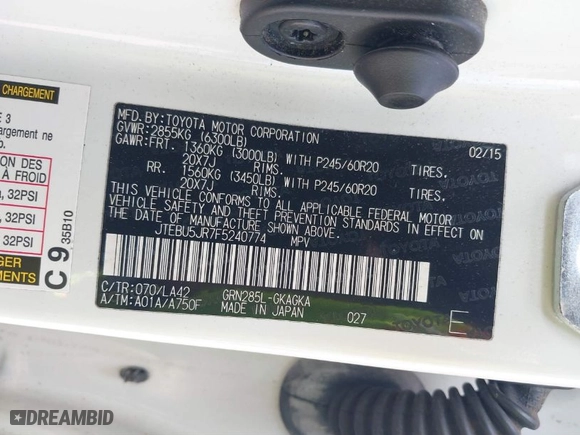 CHARGEMENT
E 3
hargement ne
ou
ION DES
À FROID
a, 32PSI
a, 32PSI
32PSI
gements
C 9
35B10
MFD.BY:TOYOTA MOTOR CORPORATION 02/15
GVWR:2855KG (6300LB)
GAWR:FRT. 1360KG (3000LB) WITH P245/60R20 TIRES,
20X7J RIMS.
RR. 1560KG (3450LB) WITH P245/60R20 TIRES,
20X7J RIMS.
THIS VEHICLE CONFORMS TO ALL APPLICABLE FEDERAL MOTOR
VEHICLE SAFETY AND THEFT PREVENTION STANDARDS IN EFFECT ON
THE DATE OF MANUFACTURE SHOWN ABOVE.
JTEBU5JR7F5240774 MPV
C/TR:070/LA42 GRN285L-GKAGKA
A/TM:A01A/A750F MADE IN JAPAN 027 E
DREAMBID